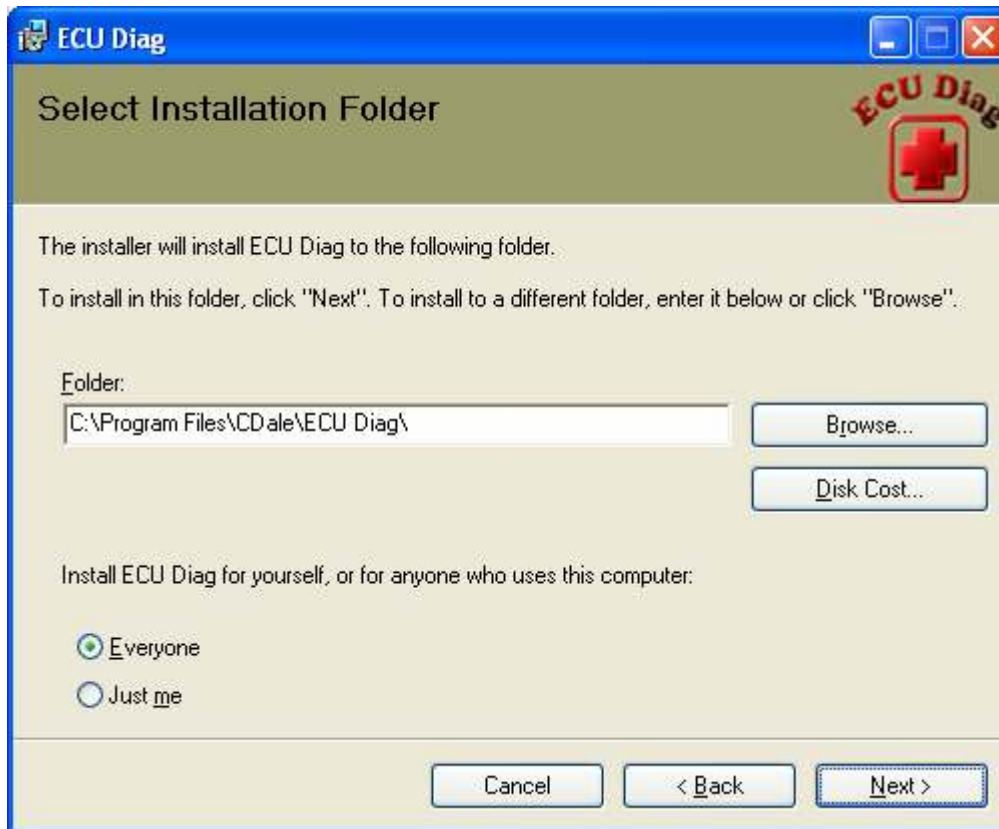 ECU Diag
Select Installation Folder
ECU Diag
The installer will install ECU Diag to the following folder.
To install in this folder, click "Next". To install to a different folder, enter it below or click "Browse".
Folder:
C:\Program Files\CDale\ECU Diag\
Browse...
Disk Cost...
Install ECU Diag for yourself, or for anyone who uses this computer:
Everyone
Just me
Cancel
< Back
Next >